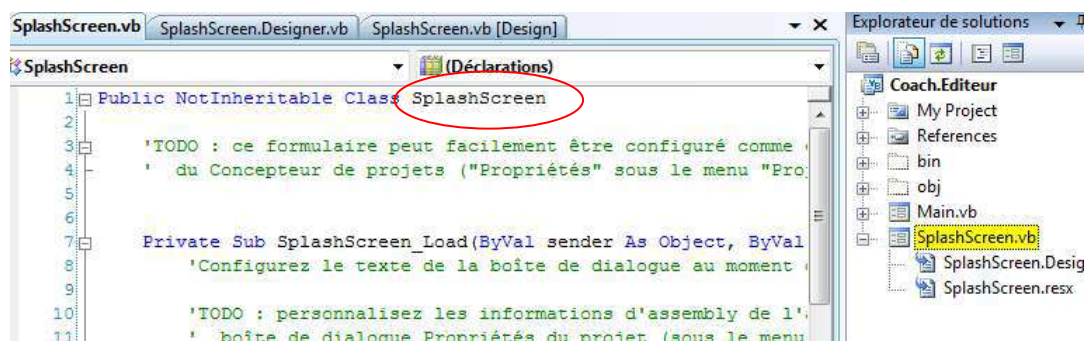 SplashScreen.vb SplashScreen.Designer.vb SplashScreen.vb [Design]
SplashScreen (Déclarations)
1 Public NotInheritable Class SplashScreen
2
3 'TODO : ce formulaire peut facilement être configuré comme
4 ' du Concepteur de projets ("Propriétés" sous le menu "Pro
5
6
7 Private Sub SplashScreen_Load(ByVal sender As Object, ByVal
8 'Configurez le texte de la boîte de dialogue au moment
9
10 'TODO : personnalisez les informations d'assembly de l'
11 ' boîte de dialogue Propriétés du projet (sous le menu
Explorateur de solutions
Coach.Editeur
My Project
References
bin
obj
Main.vb
SplashScreen.vb
SplashScreen.Desig
SplashScreen.resx